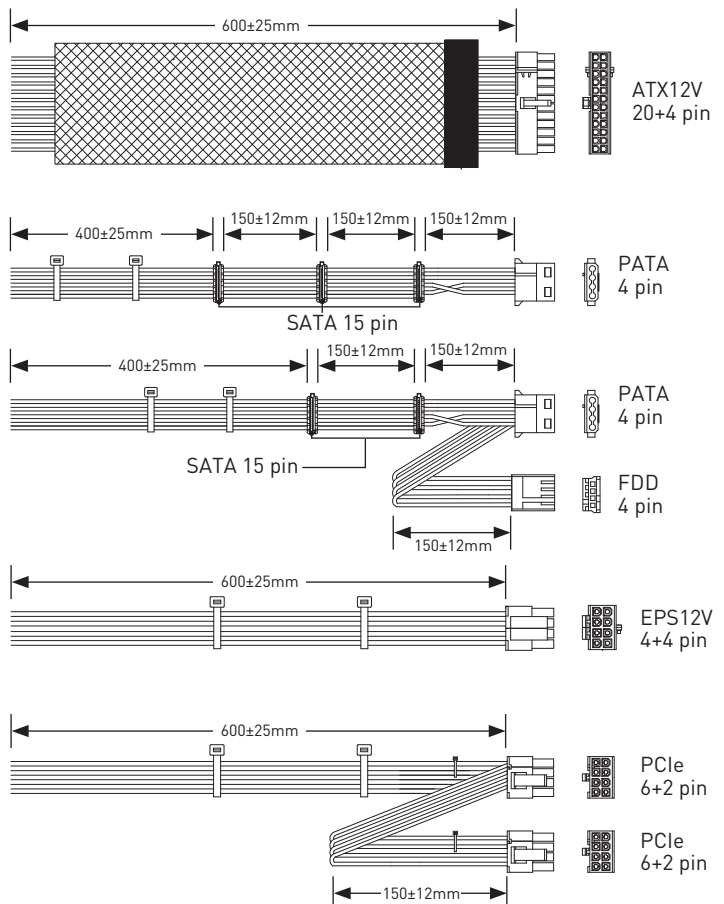 600±25mm
ATX12V
20+4 pin
400±25mm
150±12mm
150±12mm
150±12mm
PATA
4 pin
SATA 15 pin
400±25mm
150±12mm
150±12mm
PATA
4 pin
SATA 15 pin
FDD
4 pin
150±12mm
600±25mm
EPS12V
4+4 pin
600±25mm
PCIe
6+2 pin
PCIe
6+2 pin
150±12mm